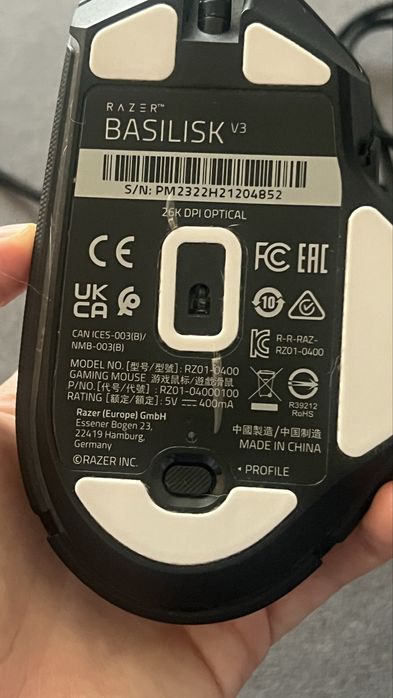 RAZER™
BASILISK V3
S/N: PM2322H21204852
26K DPI OPTICAL
CE FC EAC
UK CA
10
CAN ICES-003(B)/
NMB-003(B)
R-R-RAZ-
RZ01-0400
MODEL NO. [型号/型號] : RZ01-0400
GAMING MOUSE 游戏鼠标/遊戲滑鼠
P/NO. [代号/代號] : RZ01-04000100
RATING [额定/額定] : 5V ⎓ 400mA
R39212
RoHS
Razer (Europe) GmbH
Essener Bogen 23,
22419 Hamburg,
Germany
中國製造/中国制造
MADE IN CHINA
©RAZER INC.
◂ PROFILE